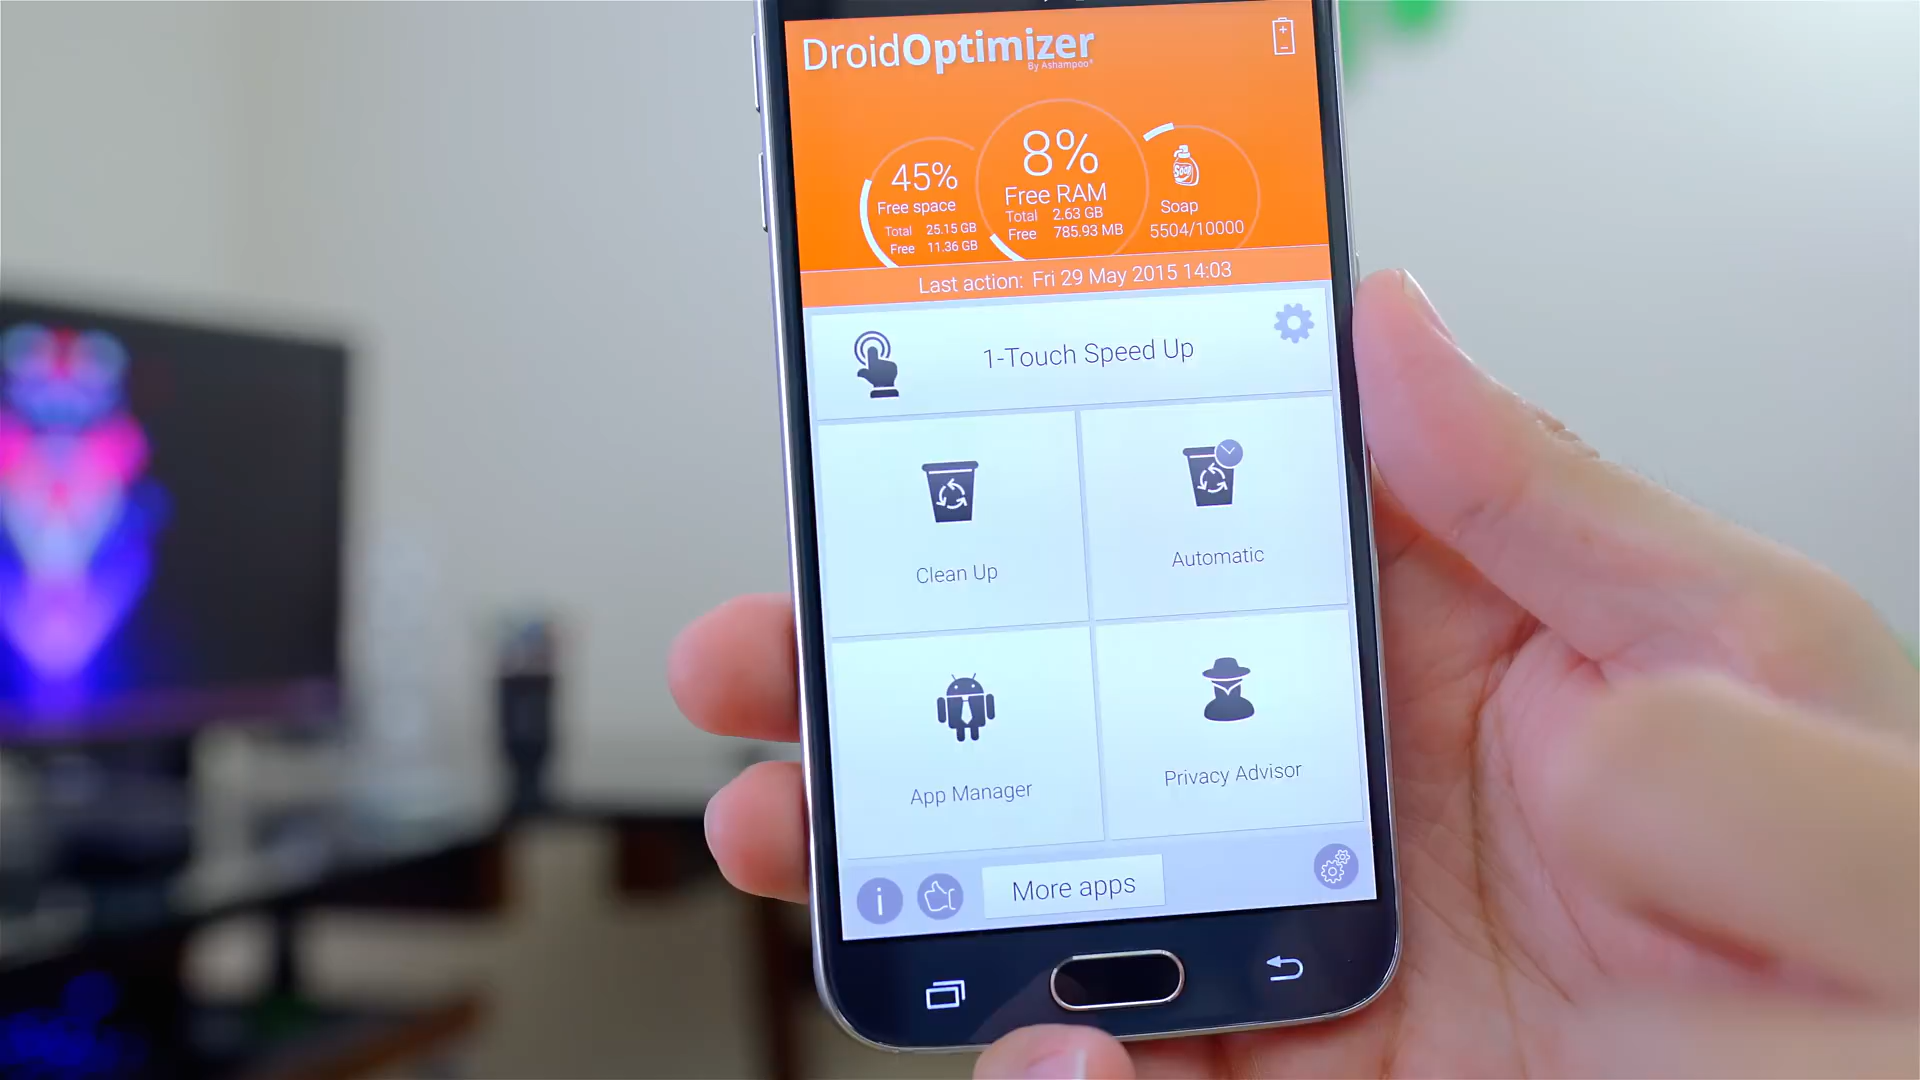 DroidOptimizer
By Ashampoo®
45%
Free space
Total 25.15 GB
Free 11.36 GB
8%
Free RAM
Total 2.63 GB
Free 785.93 MB
Soap
Soap
5504/10000
Last action: Fri 29 May 2015 14:03
1-Touch Speed Up
Clean Up
Automatic
App Manager
Privacy Advisor
i
More apps